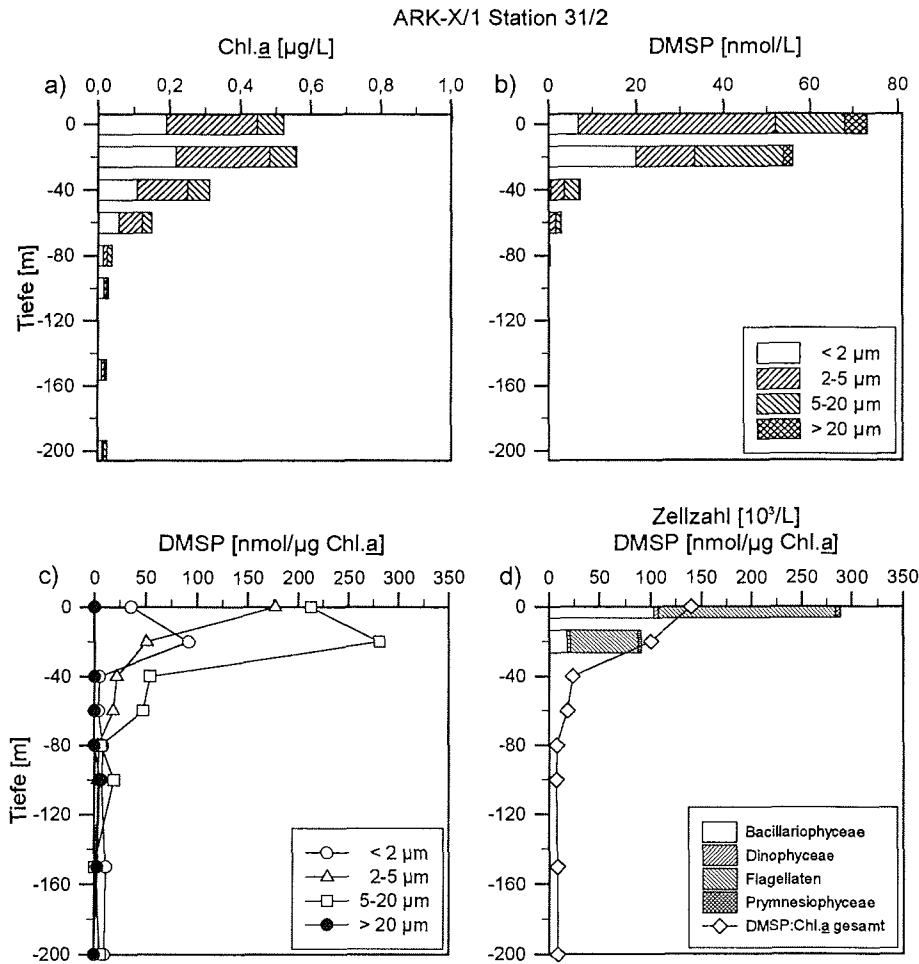 ARK-X/1 Station 31/2
Chl.a [µg/L]
a)
0,0 0,2 0,4 0,6 0,8 1,0
Tiefe [m]
0
-40
-80
-120
-160
-200
DMSP [nmol/L]
b)
0 20 40 60 80
0
-40
-80
-120
-160
-200
< 2 µm
2-5 µm
5-20 µm
> 20 µm
DMSP [nmol/µg Chl.a]
c)
0 50 100 150 200 250 300 350
Tiefe [m]
0
-40
-80
-120
-160
-200
< 2 µm
2-5 µm
5-20 µm
> 20 µm
Zellzahl [10³/L]
DMSP [nmol/µg Chl.a]
d)
0 50 100 150 200 250 300 350
0
-40
-80
-120
-160
-200
Bacillariophyceae
Dinophyceae
Flagellaten
Prymnesiophyceae
DMSP:Chl.a gesamt